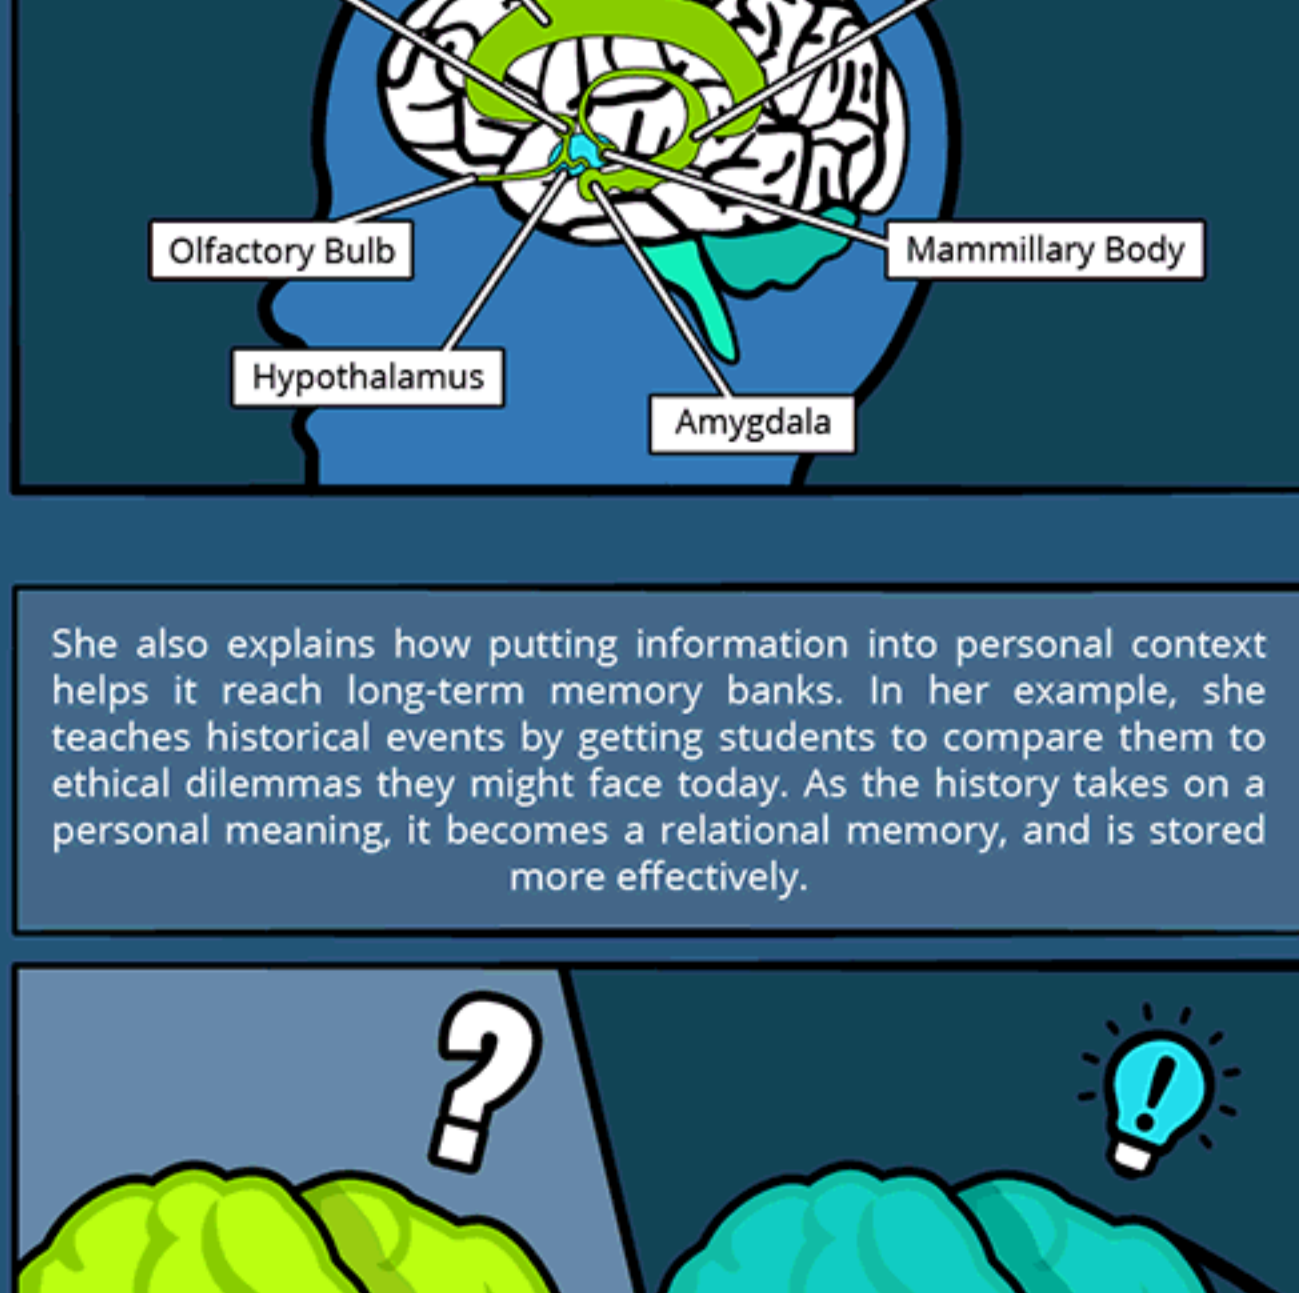 Olfactory Bulb
Mammillary Body
Hypothalamus
Amygdala
She also explains how putting information into personal context
helps it reach long-term memory banks. In her example, she
teaches historical events by getting students to compare them to
ethical dilemmas they might face today. As the history takes on a
personal meaning, it becomes a relational memory, and is stored
more effectively.
?
!